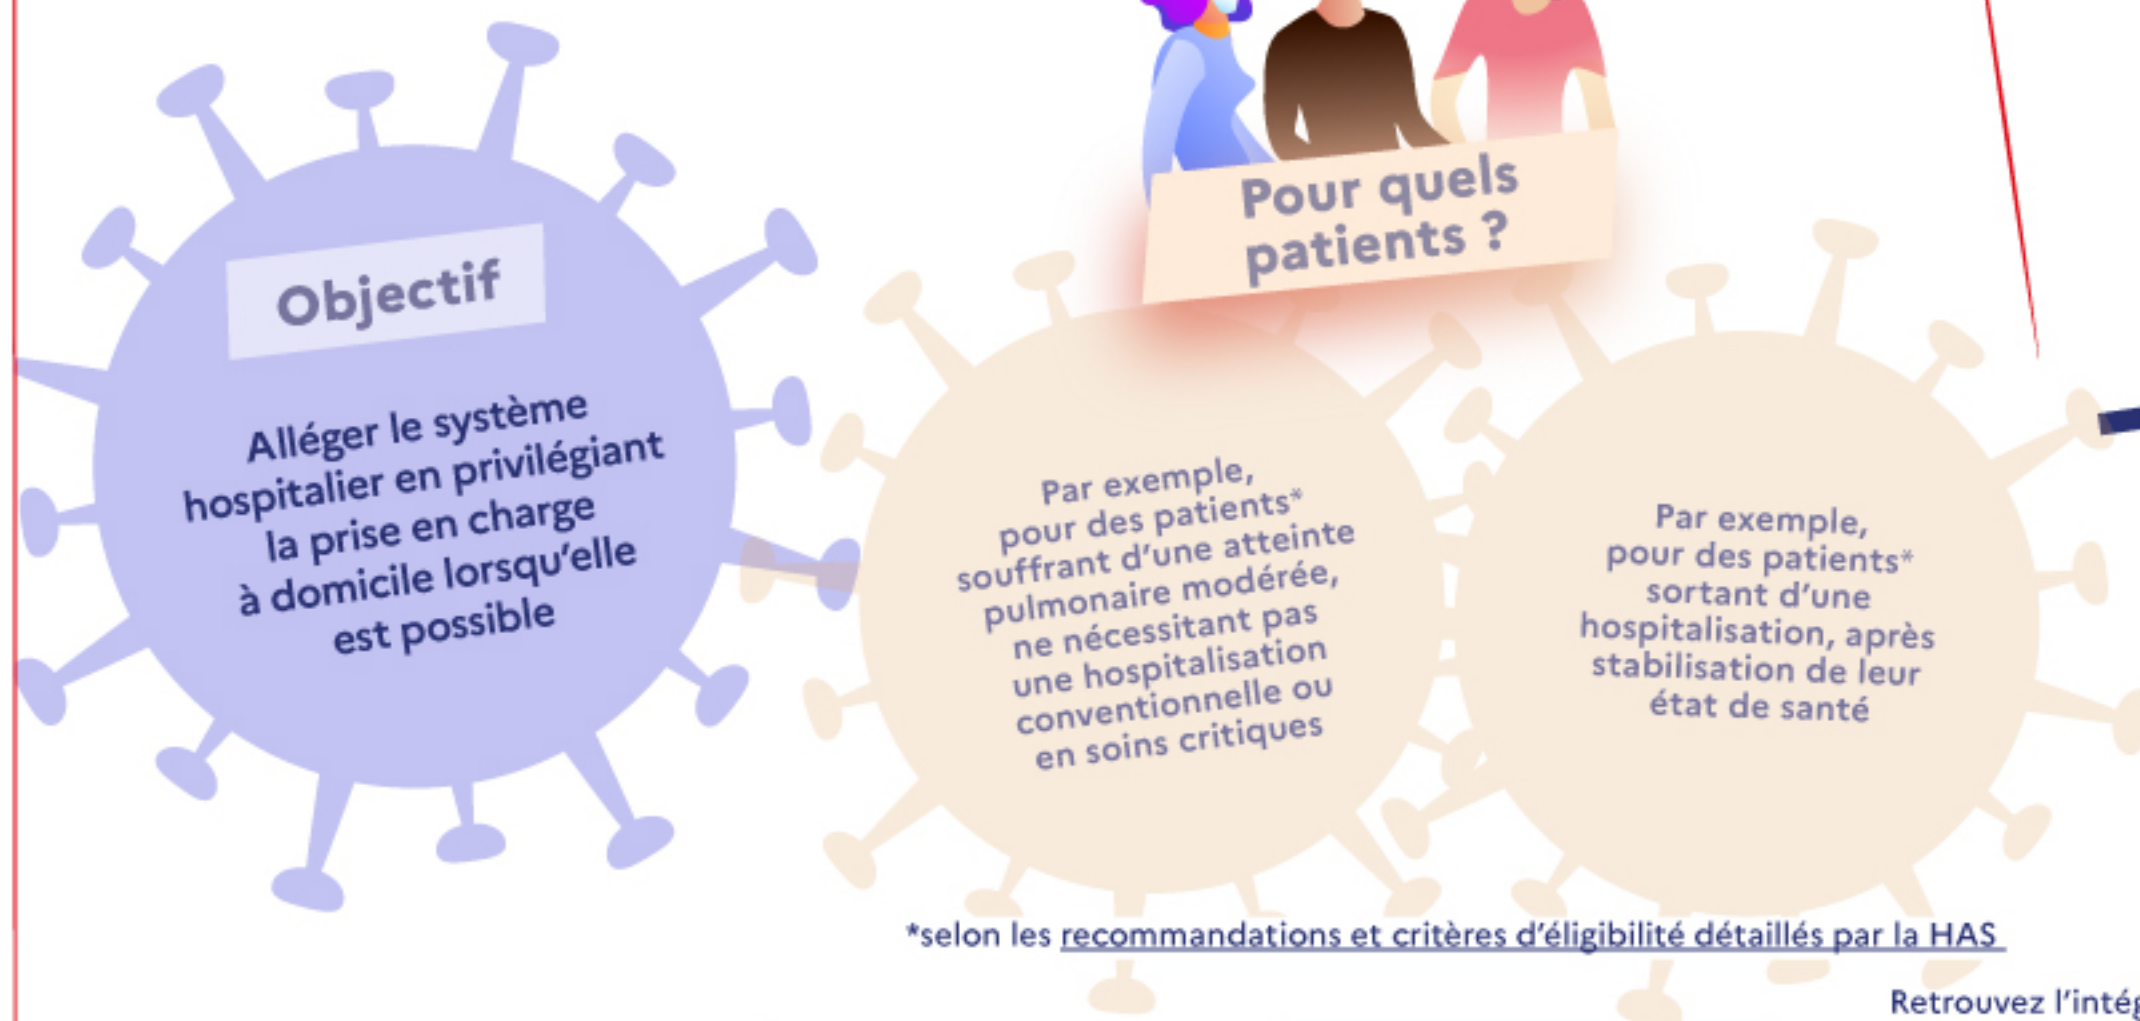 Objectif
Alléger le système
hospitalier en privilégiant
la prise en charge
à domicile lorsqu'elle
est possible
Pour quels
patients ?
Par exemple,
pour des patients*
souffrant d'une atteinte
pulmonaire modérée,
ne nécessitant pas
une hospitalisation
conventionnelle ou
en soins critiques
Par exemple,
pour des patients*
sortant d'une
hospitalisation, après
stabilisation de leur
état de santé
*selon les recommandations et critères d'éligibilité détaillés par la HAS
Retrouvez